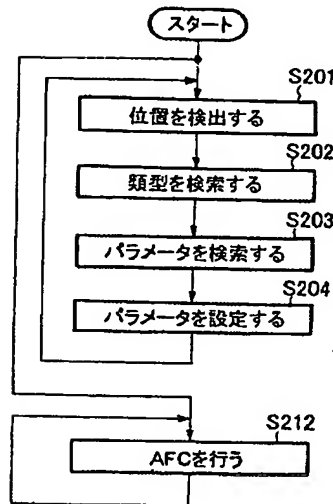 スタート
S201
位置を検出する
S202
類型を検索する
S203
パラメータを検索する
S204
パラメータを設定する
S212
AFCを行う